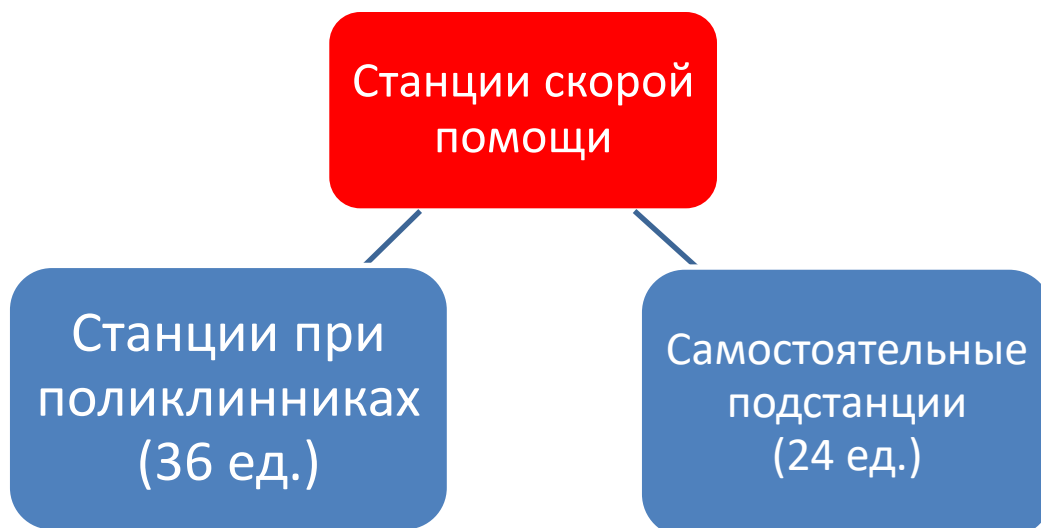 Станции скорой
помощи
Станции при
поликлинниках
(36 ед.)
Самостоятельные
подстанции
(24 ед.)